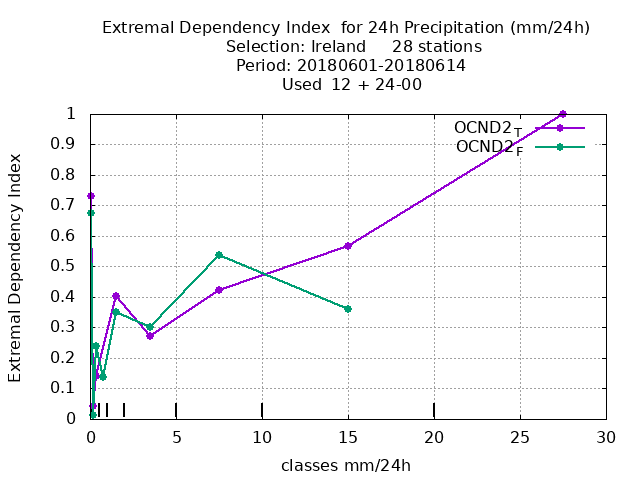 Extremal Dependency Index  for 24h Precipitation (mm/24h)
Selection: Ireland     28 stations
Period: 20180601-20180614
Used  12 + 24-00
Extremal Dependency Index
1
0.9
0.8
0.7
0.6
0.5
0.4
0.3
0.2
0.1
0
OCND2T
OCND2F
0 5 10 15 20 25 30
classes mm/24h